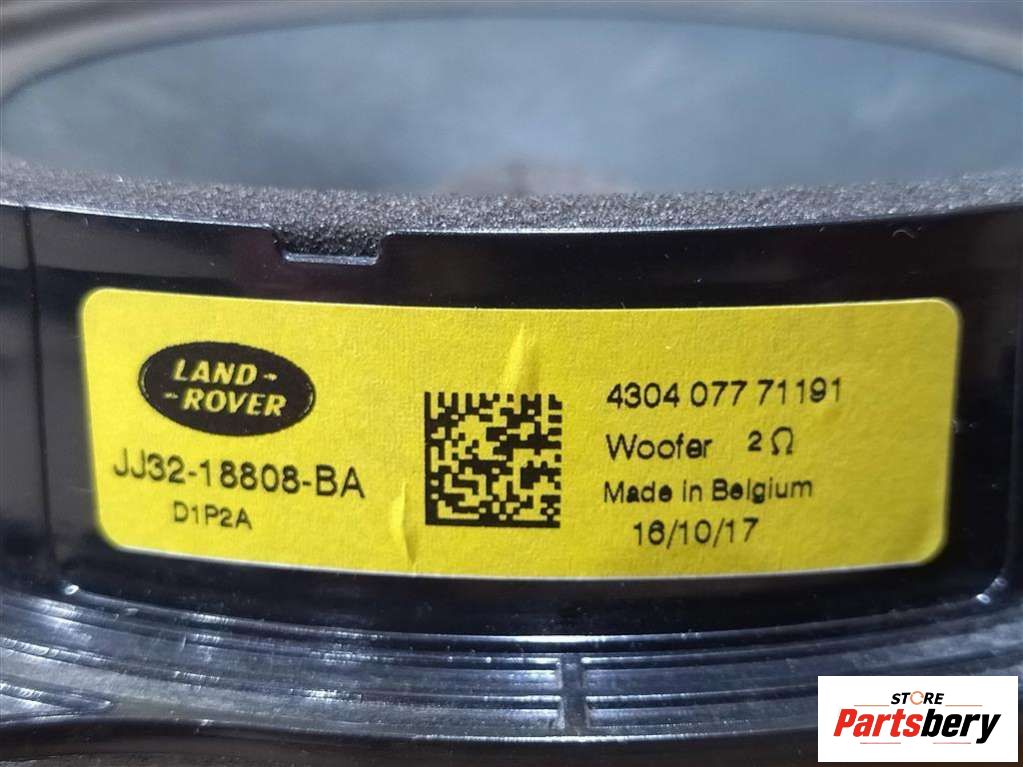 LAND-
-ROVER
JJ32-18808-BA
D1P2A
4304 077 71191
Woofer 2Ω
Made in Belgium
16/10/17
STORE
Partsbery